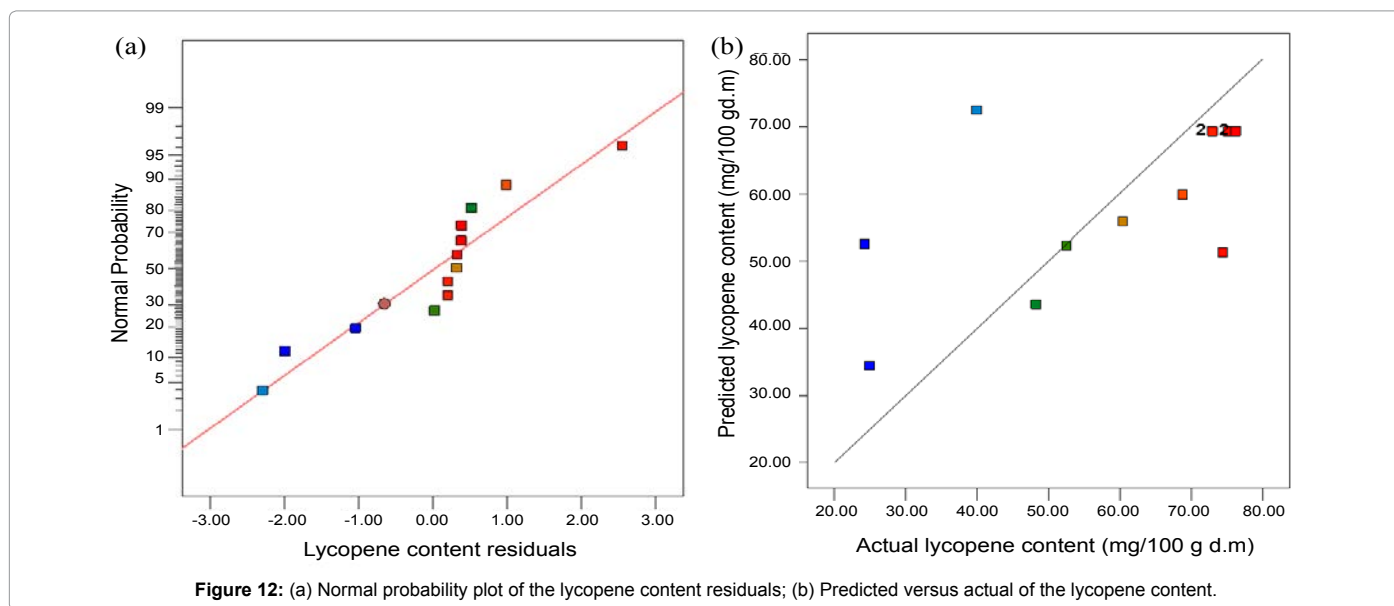 (a)
Normal Probability
99
95
90
80
70
50
30
20
10
5
1
-3.00 -2.00 -1.00 0.00 1.00 2.00 3.00
Lycopene content residuals
(b)
Predicted lycopene content (mg/100 gd.m)
80.00
70.00
60.00
50.00
40.00
30.00
20.00
2 2
20.00 30.00 40.00 50.00 60.00 70.00 80.00
Actual lycopene content (mg/100 g d.m)
Figure 12: (a) Normal probability plot of the lycopene content residuals; (b) Predicted versus actual of the lycopene content.